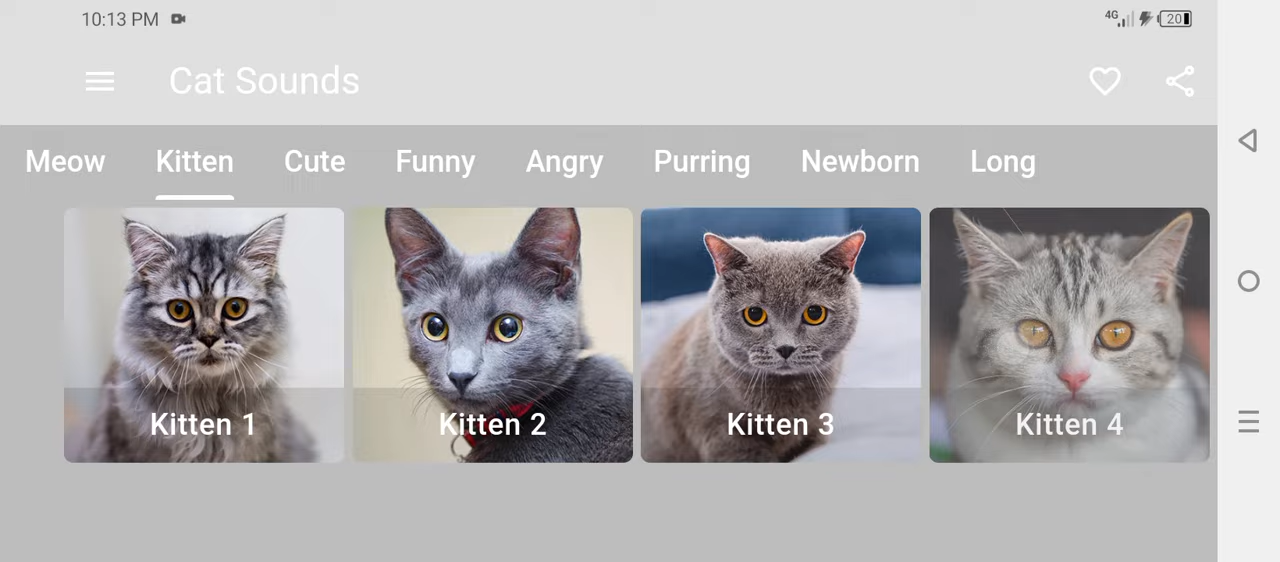 10:13 PM 4G 20
Cat Sounds
Meow Kitten Cute Funny Angry Purring Newborn Long
Kitten 1 Kitten 2 Kitten 3 Kitten 4